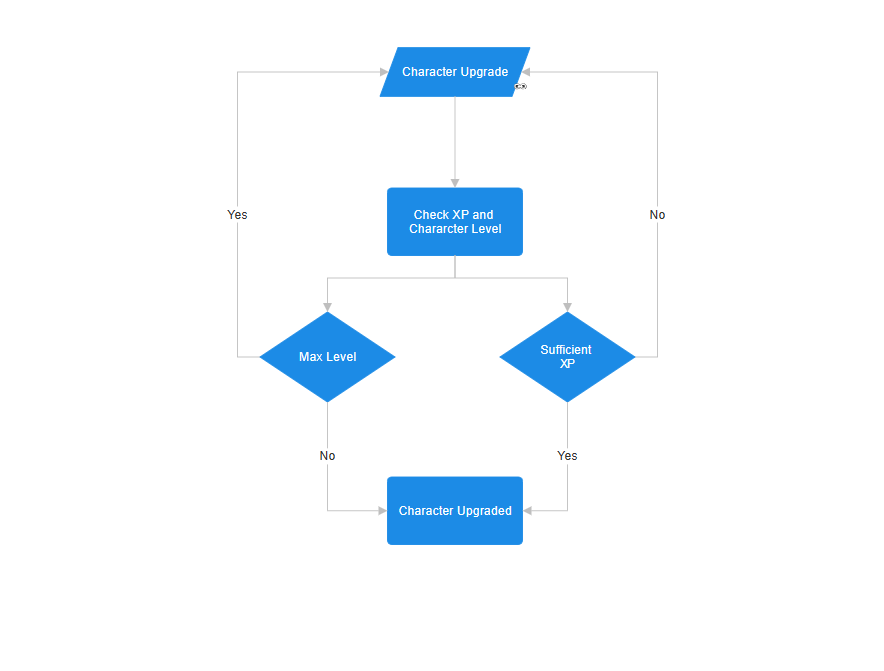 Character Upgrade
Yes
No
Check XP and
Chararcter Level
Max Level
Sufficient
XP
No
Yes
Character Upgraded